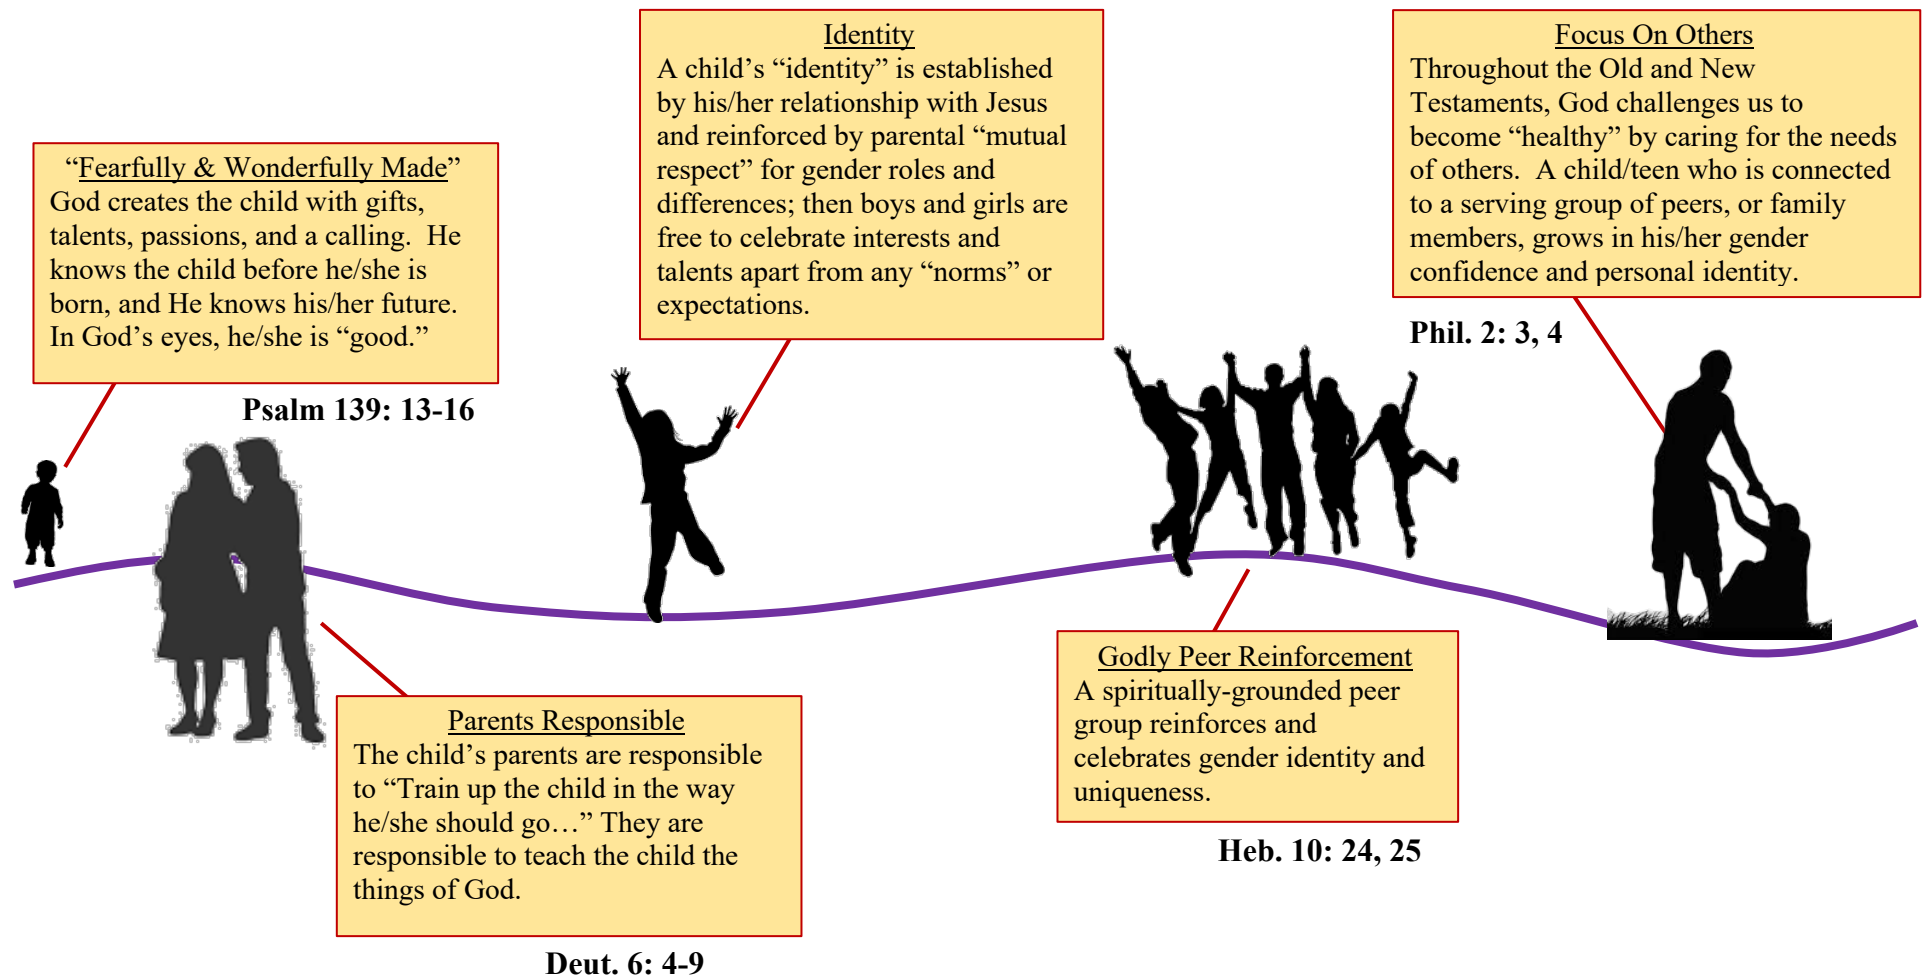 “Fearfully & Wonderfully Made”
God creates the child with gifts,
talents, passions, and a calling.  He
knows the child before he/she is
born, and He knows his/her future.
In God’s eyes, he/she is “good.”
Psalm 139: 13-16
Parents Responsible
The child’s parents are responsible
to “Train up the child in the way
he/she should go…” They are
responsible to teach the child the
things of God.
Deut. 6: 4-9
Identity
A child’s “identity” is established
by his/her relationship with Jesus
and reinforced by parental “mutual
respect” for gender roles and
differences; then boys and girls are
free to celebrate interests and
talents apart from any “norms” or
expectations.
Godly Peer Reinforcement
A spiritually-grounded peer
group reinforces and
celebrates gender identity and
uniqueness.
Heb. 10: 24, 25
Focus On Others
Throughout the Old and New
Testaments, God challenges us to
become “healthy” by caring for the needs
of others.  A child/teen who is connected
to a serving group of peers, or family
members, grows in his/her gender
confidence and personal identity.
Phil. 2: 3, 4